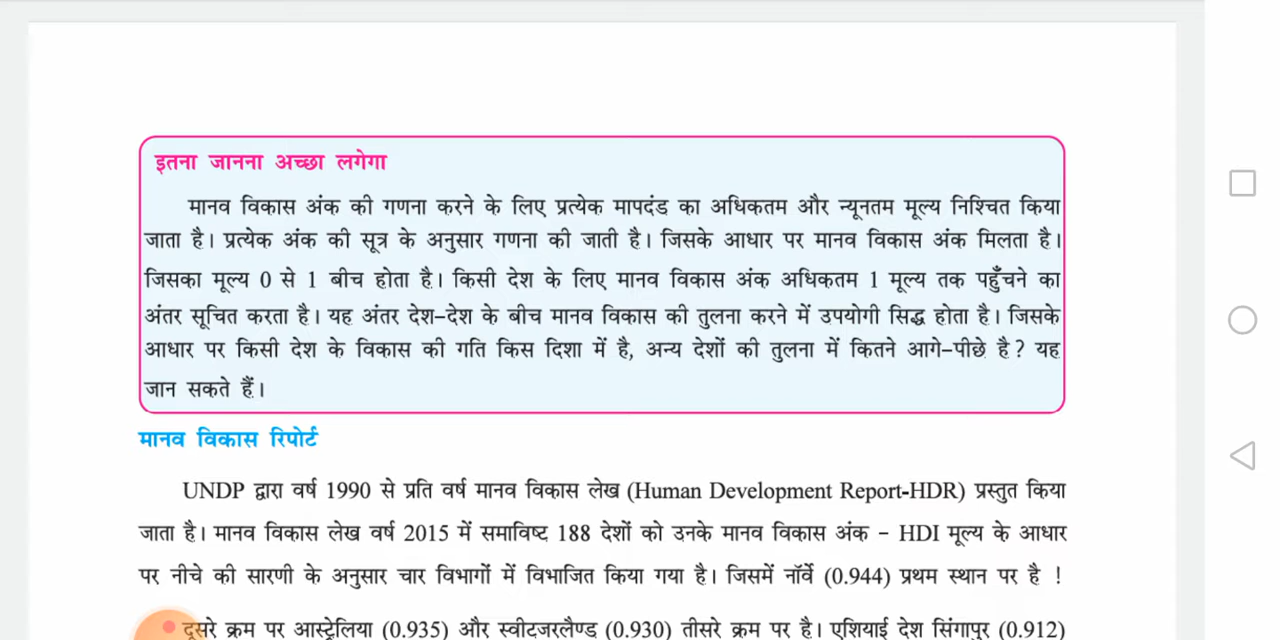 इतना जानना अच्छा लगेगा
मानव विकास अंक की गणना करने के लिए प्रत्येक मापदंड का अधिकतम और न्यूनतम मूल्य निश्चित किया
जाता है। प्रत्येक अंक की सूत्र के अनुसार गणना की जाती है। जिसके आधार पर मानव विकास अंक मिलता है।
जिसका मूल्य 0 से 1 बीच होता है। किसी देश के लिए मानव विकास अंक अधिकतम 1 मूल्य तक पहुँचने का
अंतर सूचित करता है। यह अंतर देश-देश के बीच मानव विकास की तुलना करने में उपयोगी सिद्ध होता है। जिसके
आधार पर किसी देश के विकास की गति किस दिशा में है, अन्य देशों की तुलना में कितने आगे-पीछे है ? यह
जान सकते हैं।
मानव विकास रिपोर्ट
UNDP द्वारा वर्ष 1990 से प्रति वर्ष मानव विकास लेख (Human Development Report-HDR) प्रस्तुत किया
जाता है। मानव विकास लेख वर्ष 2015 में समाविष्ट 188 देशों को उनके मानव विकास अंक - HDI मूल्य के आधार
पर नीचे की सारणी के अनुसार चार विभागों में विभाजित किया गया है। जिसमें नॉर्वे (0.944) प्रथम स्थान पर है !
दूसरे क्रम पर आस्ट्रेलिया (0.935) और स्वीट्जरलैण्ड (0.930) तीसरे क्रम पर है। एशियाई देश सिंगापुर (0.912)